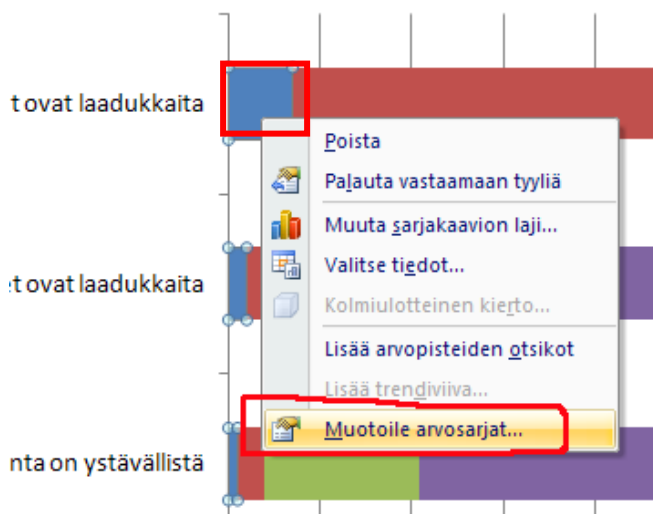 t ovat laadukkaita
Poista
Palauta vastaamaan tyyliä
Muuta sarjakaavion laji...
Valitse tiedot...
et ovat laadukkaita
Kolmiulotteinen kierto...
Lisää arvopisteiden otsikot
Lisää trendiviiva...
Muotoile arvosarjat...
nta on ystävällistä